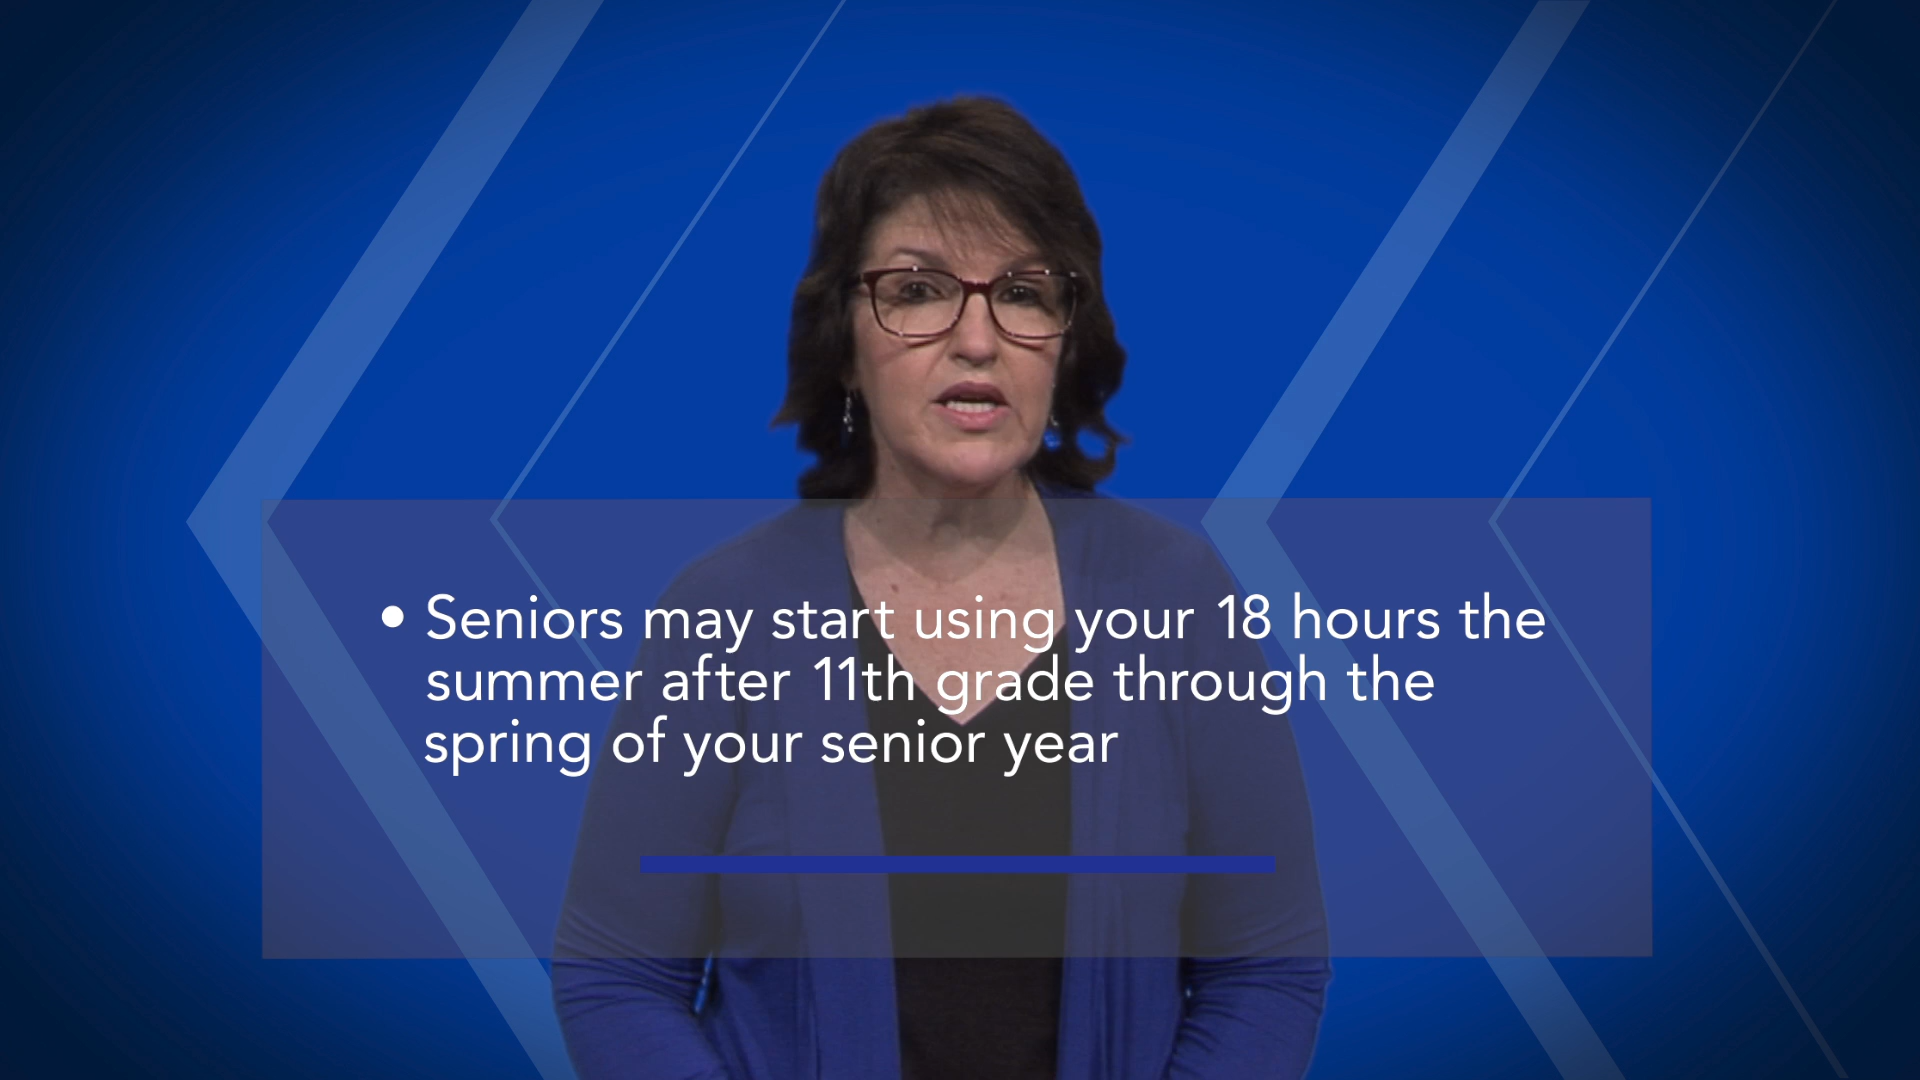 • Seniors may start using your 18 hours the
summer after 11th grade through the
spring of your senior year